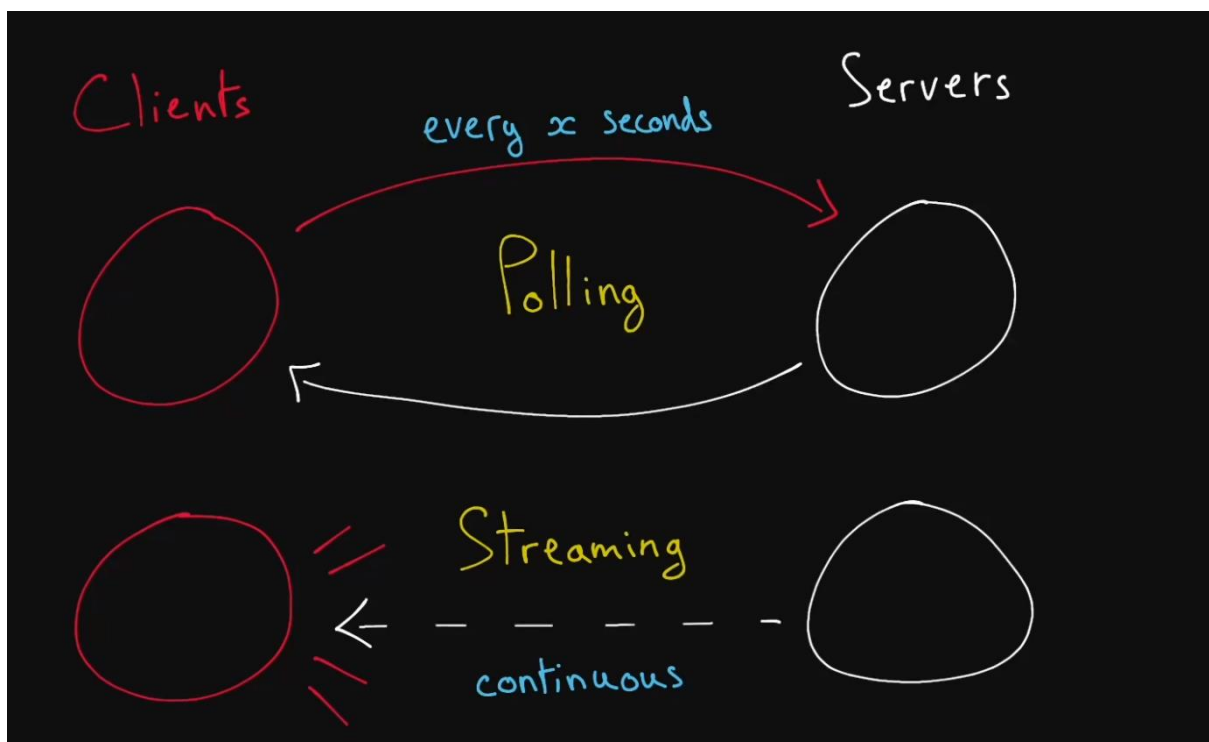 Clients
Servers
every x seconds
Polling
Streaming
continuous